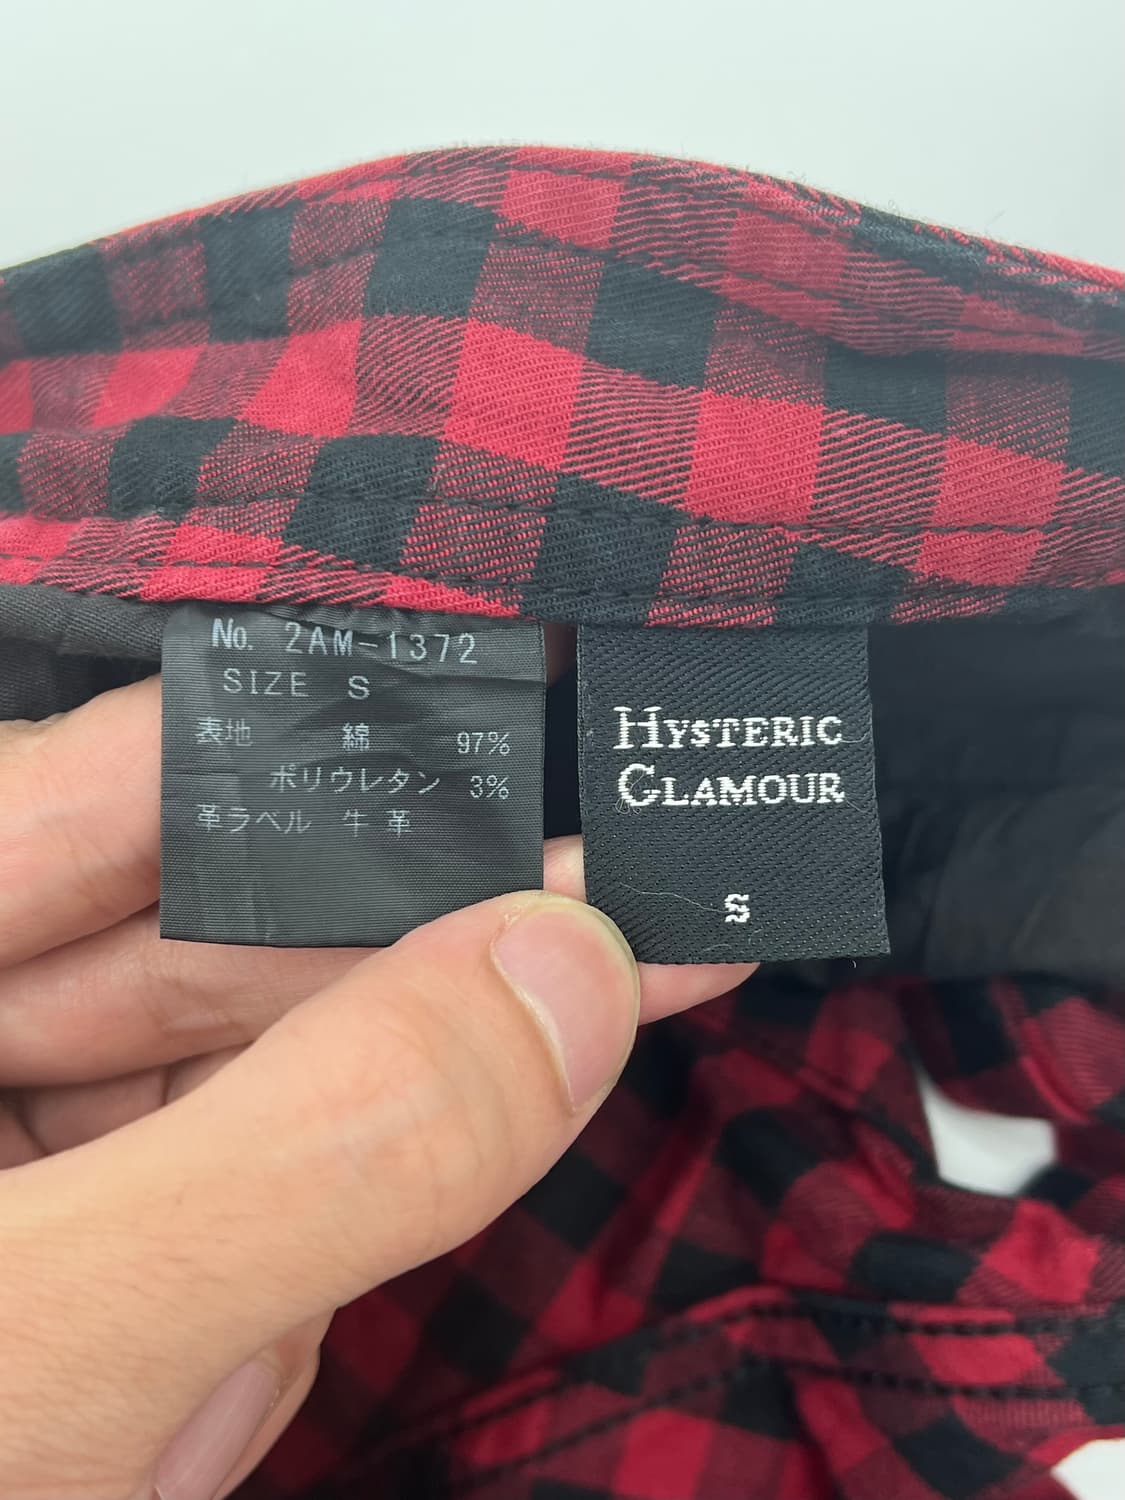 No. 2AM-1372
SIZE S
表地 綿 97%
ポリウレタン 3%
革ラベル 牛革
HYSTERIC
GLAMOUR
S